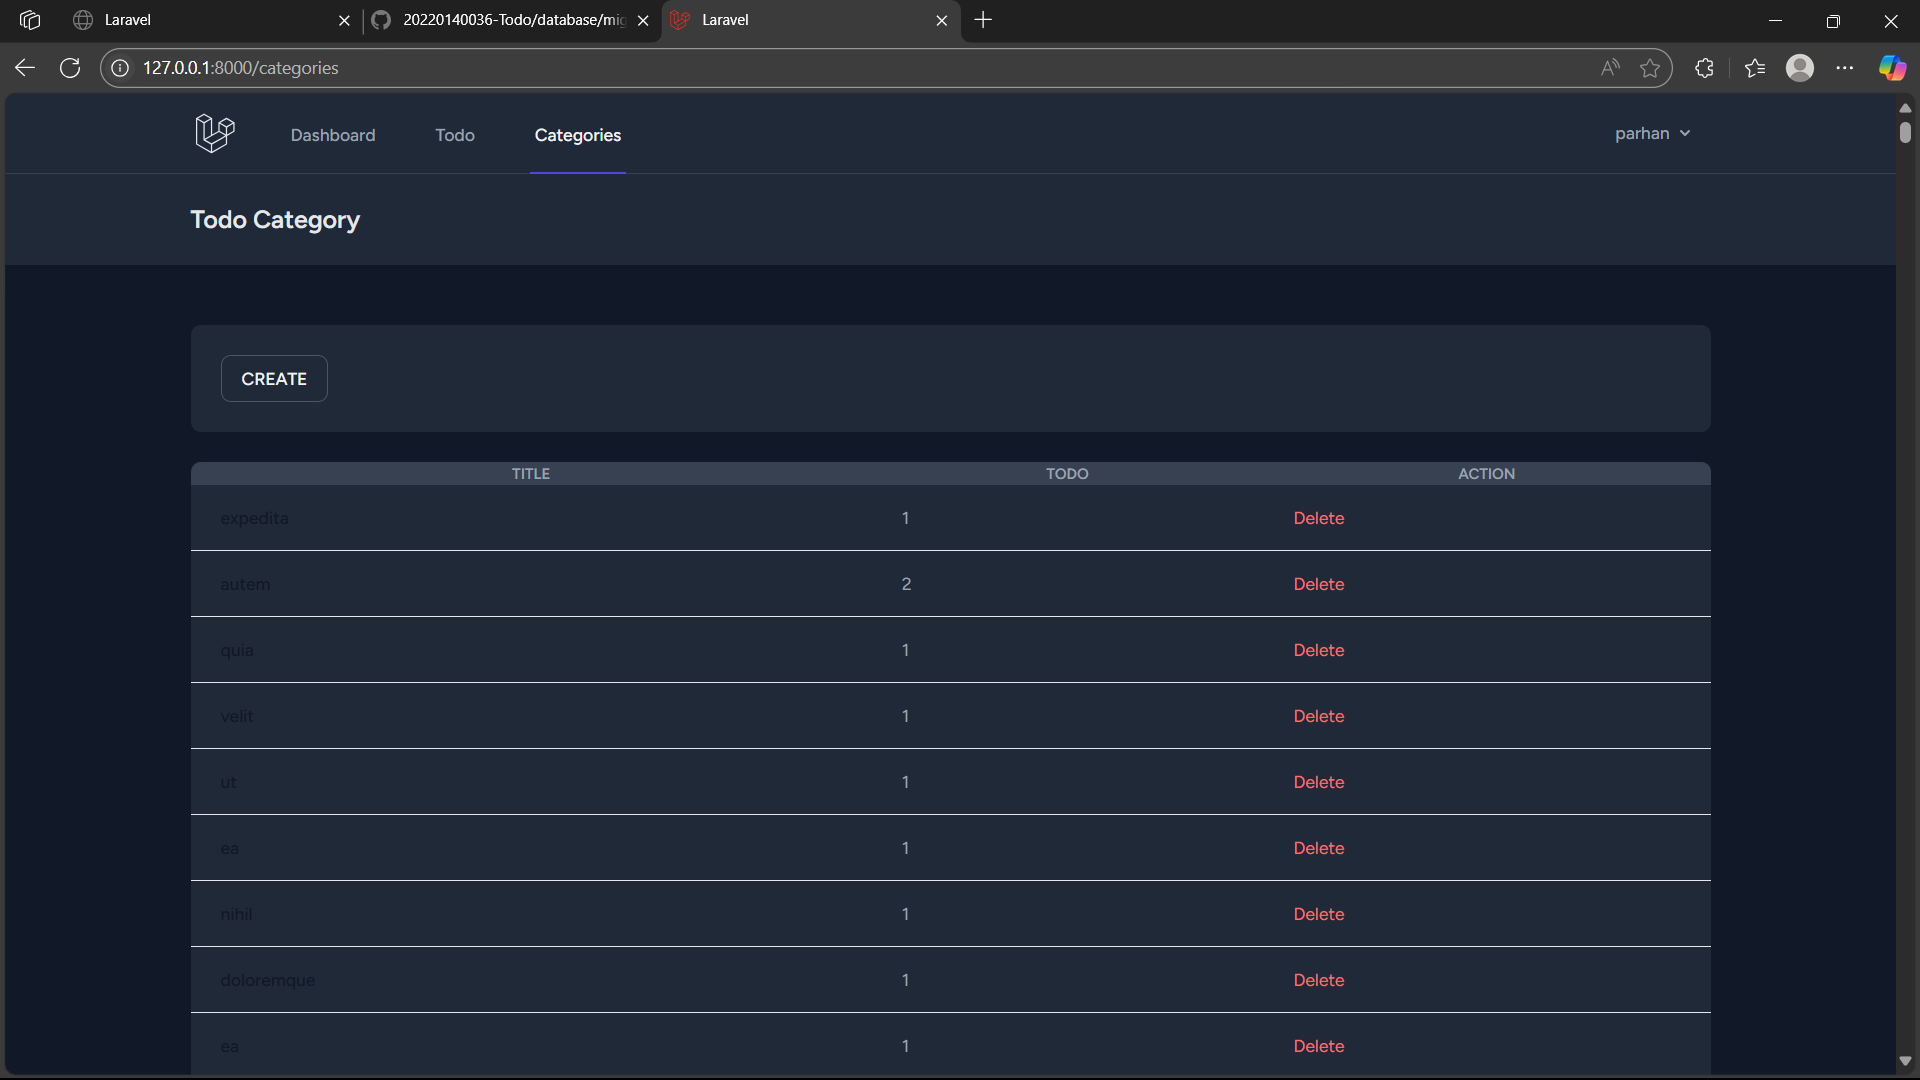 Laravel
20220140036-Todo/database/mig
Laravel
127.0.0.1:8000/categories
Dashboard Todo Categories parhan
Todo Category
CREATE
TITLE TODO ACTION
expedita 1 Delete
autem 2 Delete
quia 1 Delete
velit 1 Delete
ut 1 Delete
ea 1 Delete
nihil 1 Delete
doloremque 1 Delete
ea 1 Delete